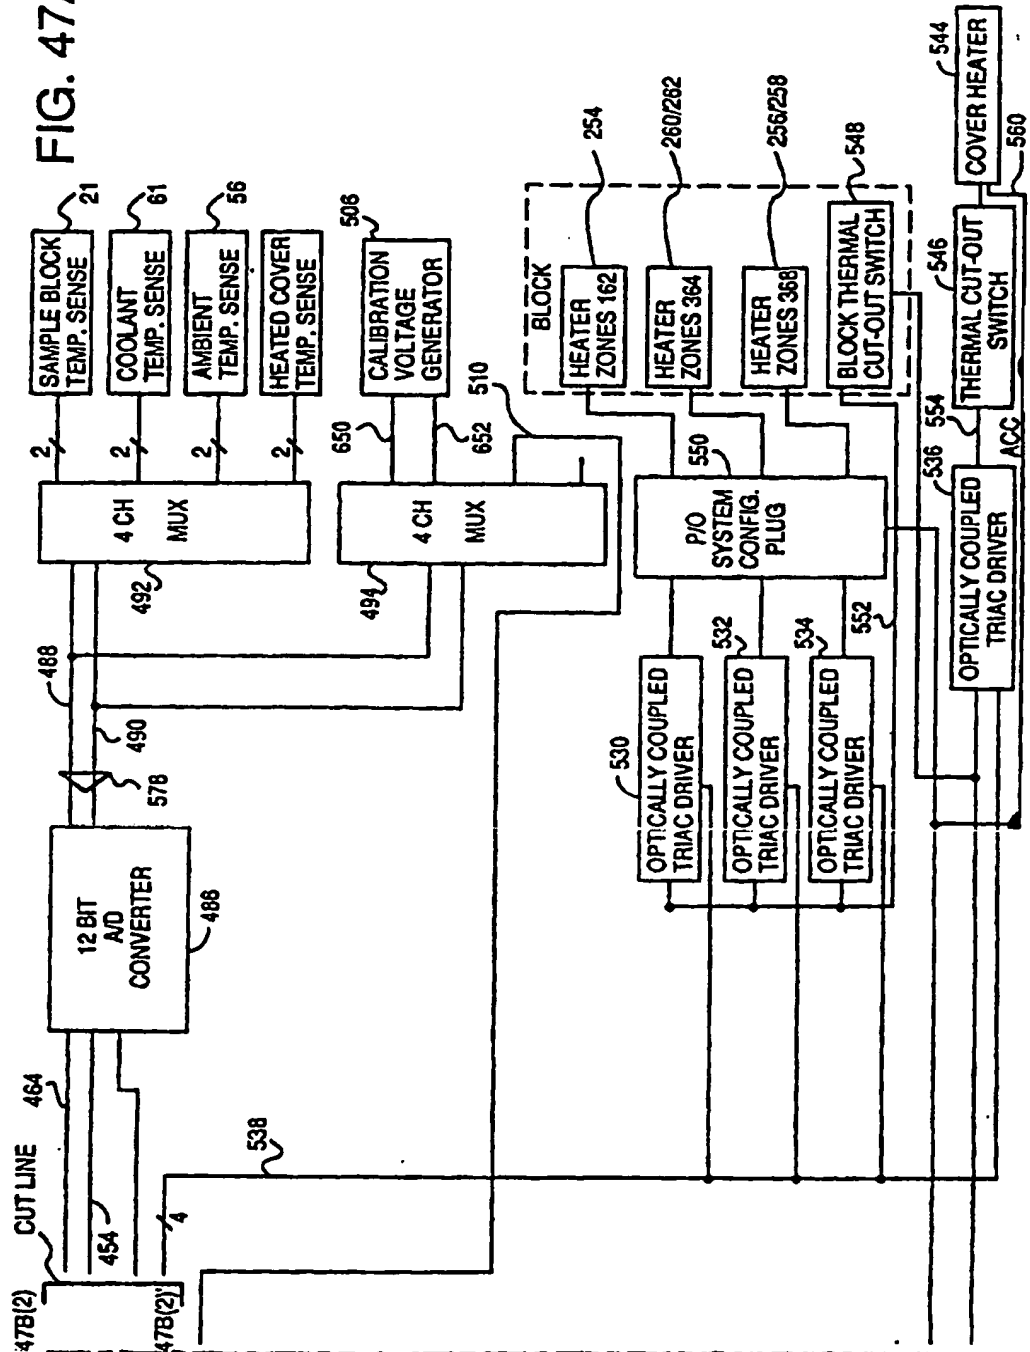 FIG. 47A
SAMPLE BLOCK
TEMP. SENSE
21
COOLANT
TEMP. SENSE
61
AMBIENT
TEMP. SENSE
56
HEATED COVER
TEMP. SENSE
2
2
2
2
4 CH
MUX
492
CALIBRATION
VOLTAGE
GENERATOR
506
650
652
510
4 CH
MUX
494
488
490
578
12 BIT
A/D
CONVERTER
486
464
454
CUT LINE
47B(2)
47B(2)'
4
538
BLOCK
HEATER
ZONES 162
254
HEATER
ZONES 364
260/262
HEATER
ZONES 368
256/258
BLOCK THERMAL
CUT-OUT SWITCH
548
P/O
SYSTEM
CONFIG.
PLUG
550
552
OPTICALLY COUPLED
TRIAC DRIVER
530
OPTICALLY COUPLED
TRIAC DRIVER
532
OPTICALLY COUPLED
TRIAC DRIVER
534
COVER HEATER
544
560
THERMAL CUT-OUT
SWITCH
546
554
ACC
OPTICALLY COUPLED
TRIAC DRIVER
536